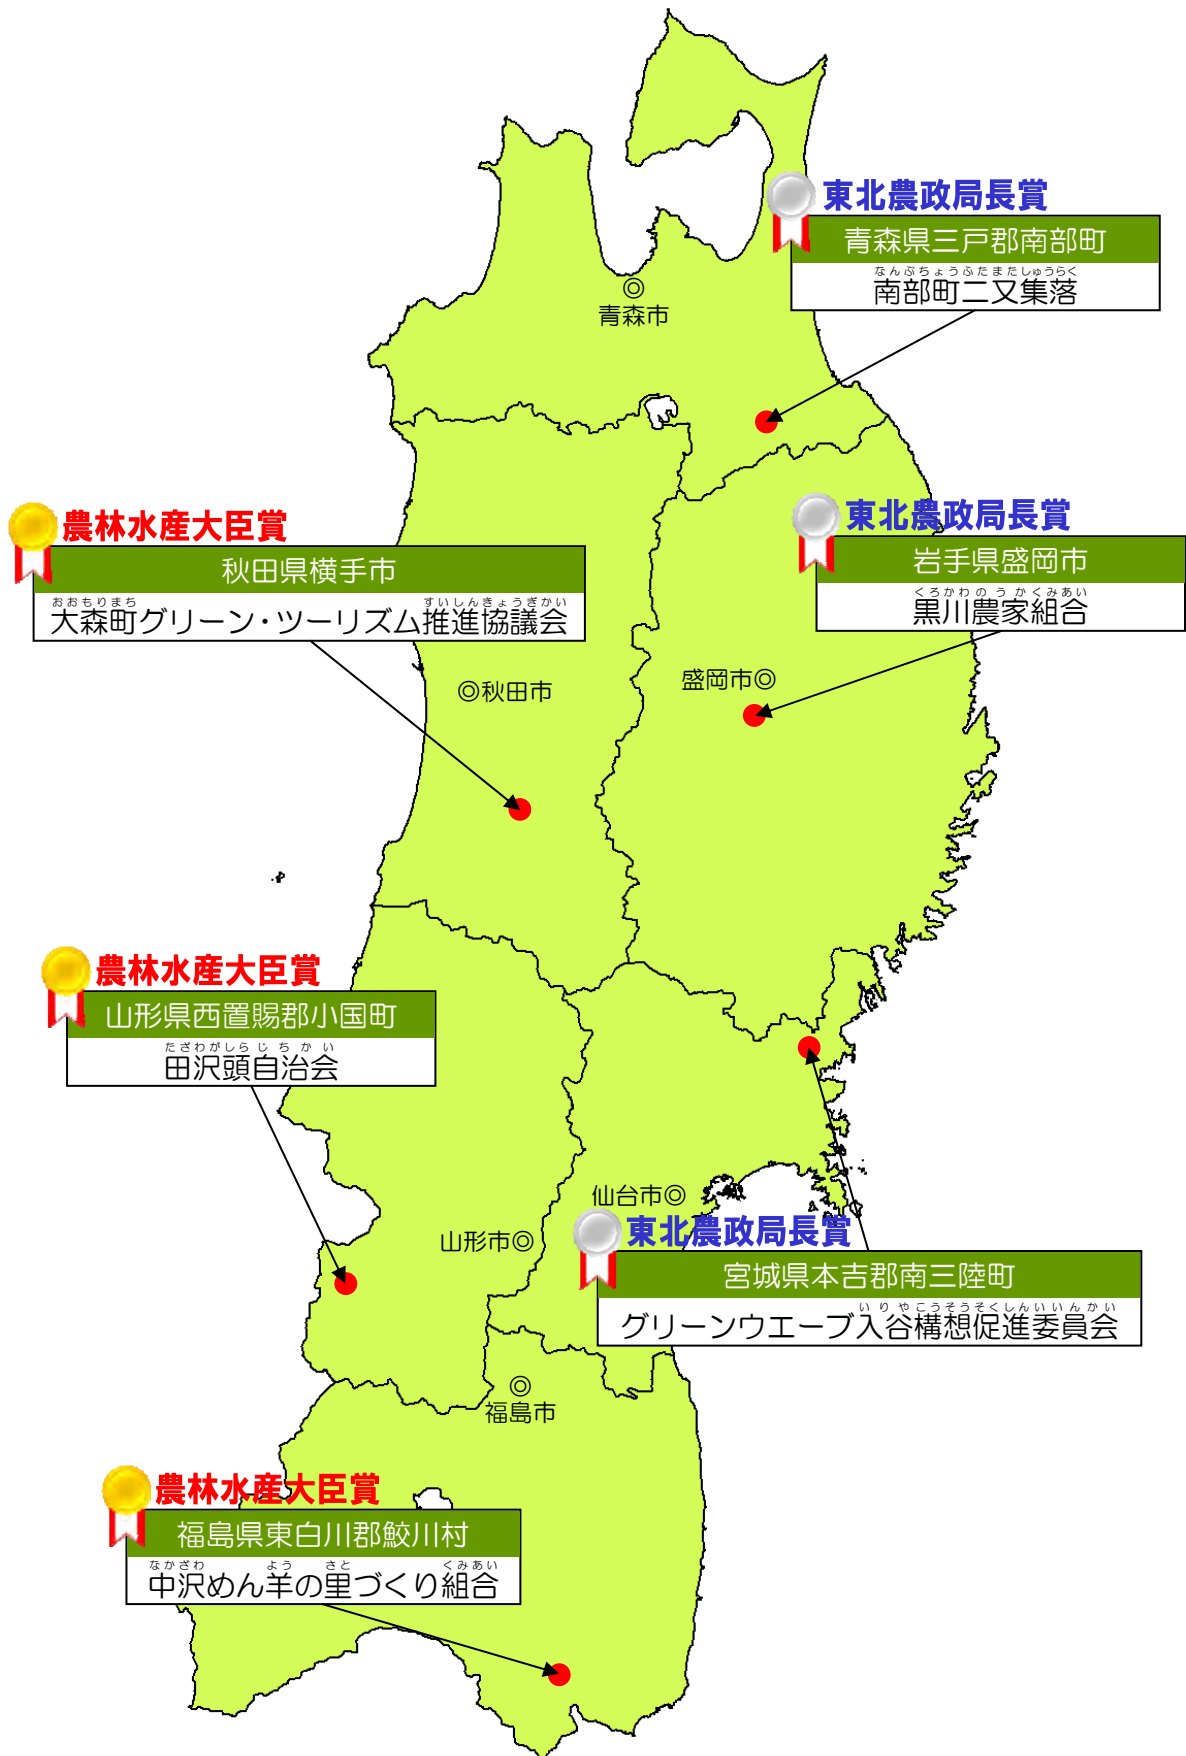 東北農政局長賞
青森県三戸郡南部町
なんぶちょうふたまたしゅうらく
南部町二又集落
青森市
東北農政局長賞
岩手県盛岡市
くろかわのうかくみあい
黒川農家組合
農林水産大臣賞
秋田県横手市
おおもりまち すいしんきょうぎかい
大森町グリーン・ツーリズム推進協議会
盛岡市◎
◎秋田市
農林水産大臣賞
山形県西置賜郡小国町
たざわがしらじちかい
田沢頭自治会
仙台市◎
山形市◎
東北農政局長賞
宮城県本吉郡南三陸町
いりやこうそうそくしんいいんかい
グリーンウエーブ入谷構想促進委員会
福島市
農林水産大臣賞
福島県東白川郡鮫川村
なかざわ よう さと くみあい
中沢めん羊の里づくり組合